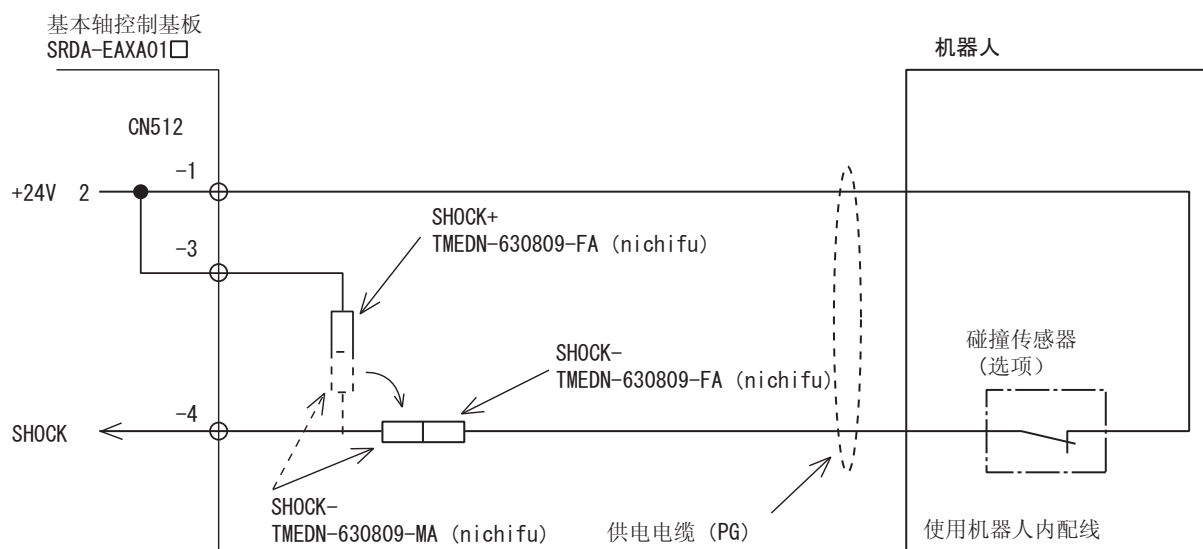 基本轴控制基板
SRDA-EAXA01□
机器人
CN512
-1
+24V 2
SHOCK+
TMEDN-630809-FA (nichifu)
-3
碰撞传感器
(选项)
SHOCK-
TMEDN-630809-FA (nichifu)
-4
SHOCK
SHOCK-
TMEDN-630809-MA (nichifu)
供电电缆 (PG)
使用机器人内配线